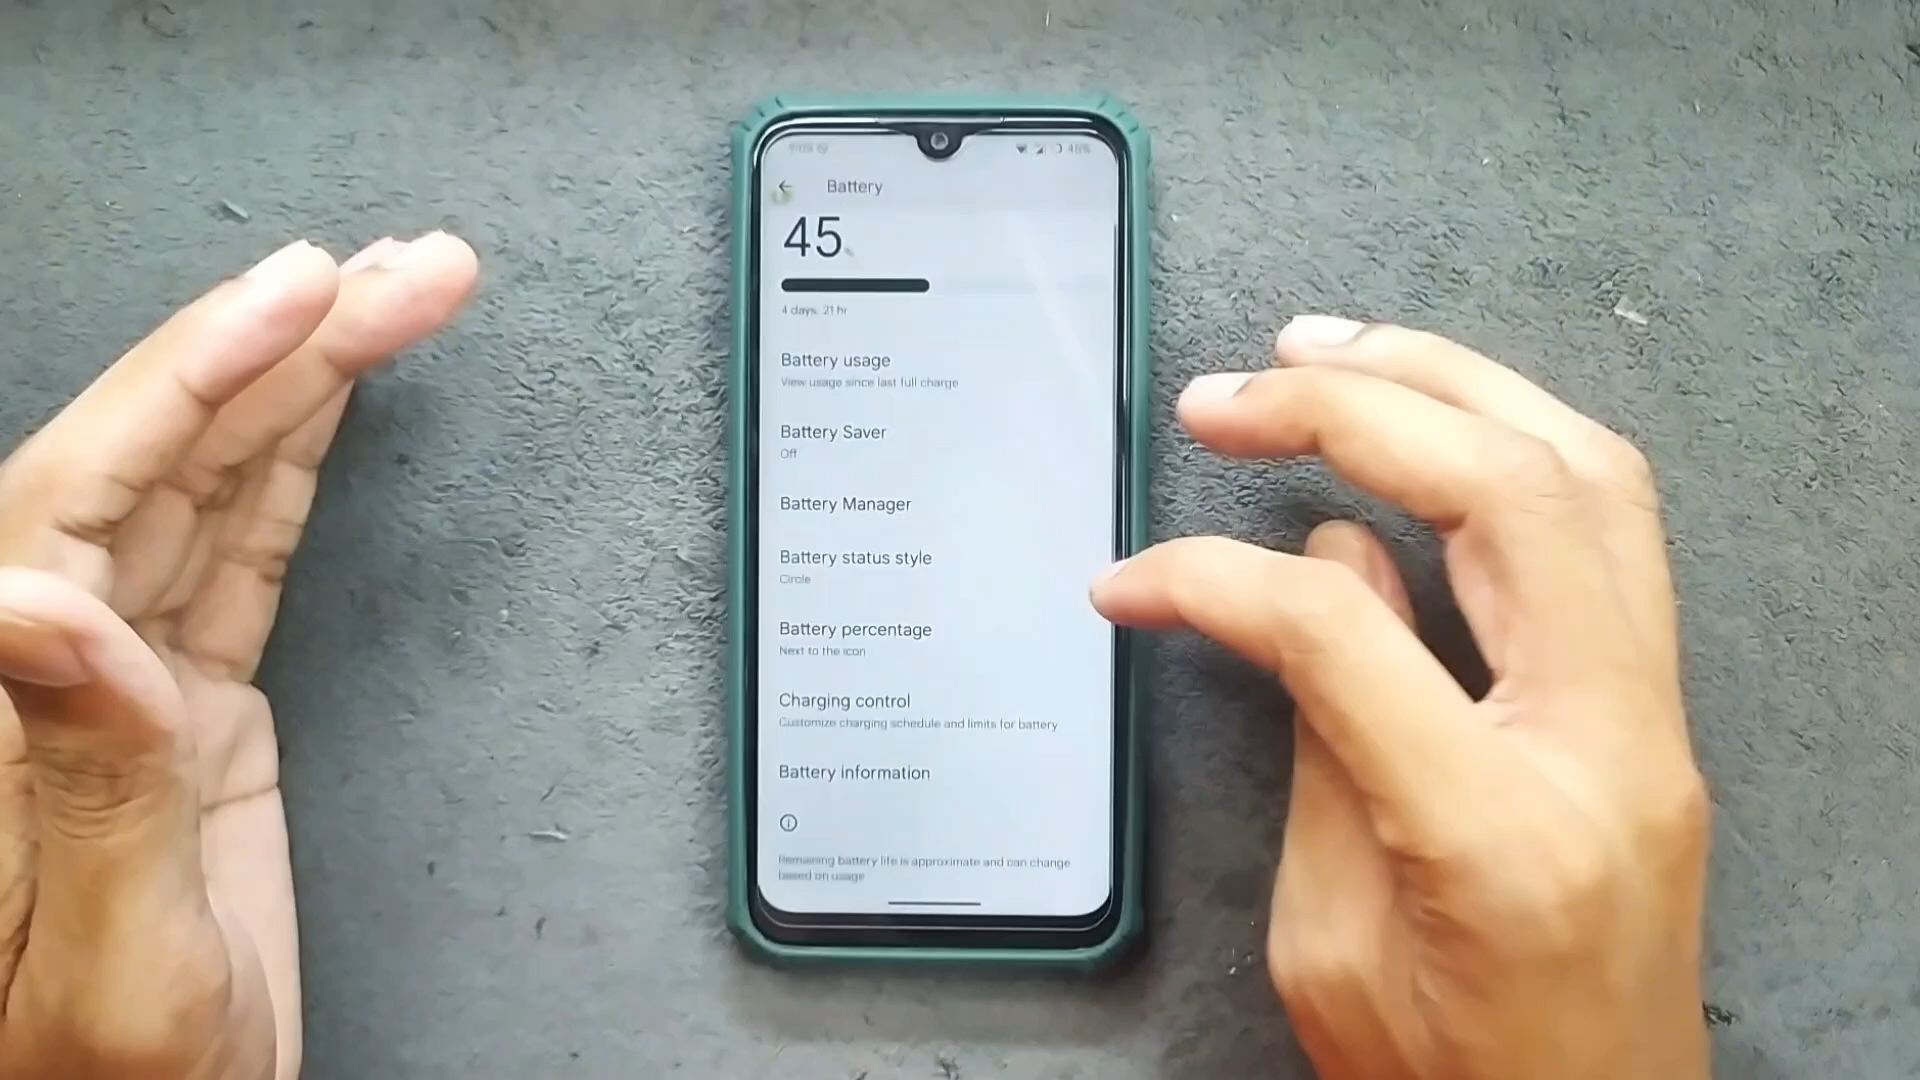 Battery
45
4 days, 21 hr
Battery usage
View usage since last full charge
Battery Saver
Off
Battery Manager
Battery status style
Circle
Battery percentage
Next to the icon
Charging control
Customize charging schedule and limits for battery
Battery information
Remaining battery life is approximate and can change
based on usage